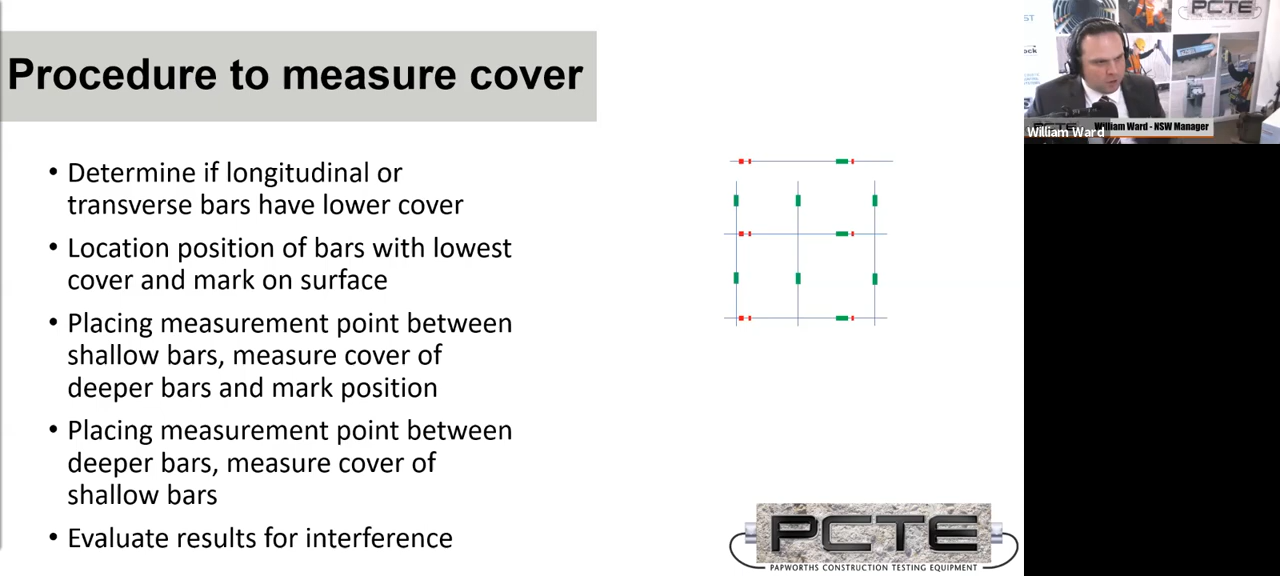 Procedure to measure cover
• Determine if longitudinal or
transverse bars have lower cover
• Location position of bars with lowest
cover and mark on surface
• Placing measurement point between
shallow bars, measure cover of
deeper bars and mark position
• Placing measurement point between
deeper bars, measure cover of
shallow bars
• Evaluate results for interference
PCTE
PAPWORTHS CONSTRUCTION TESTING EQUIPMENT
PCTE
William Ward - NSW Manager
William Ward